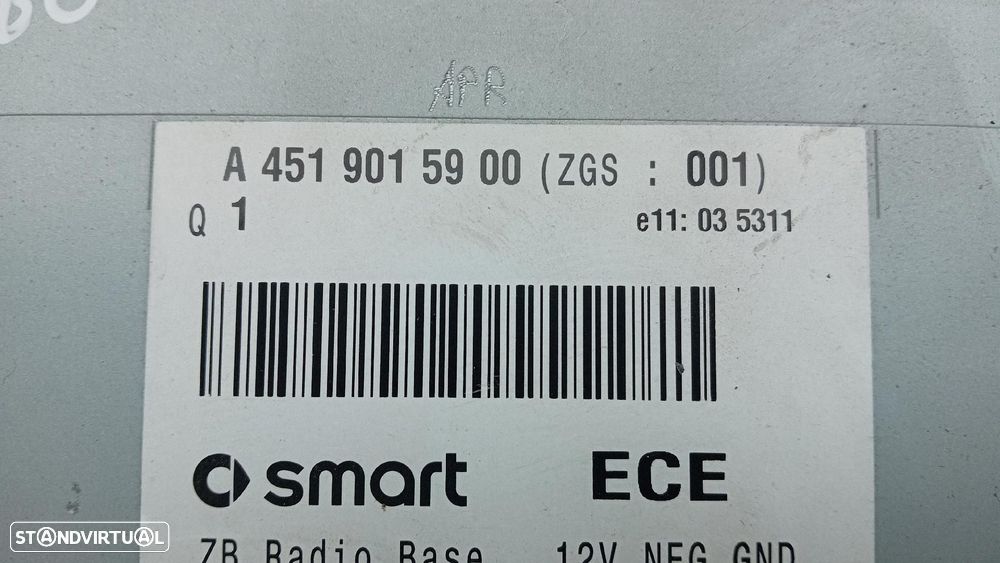 APR
A 451 901 59 00 (ZGS : 001)
Q 1
e11: 03 5311
smart ECE
ZB Radio Base 12V NEG GND
STANDVIRTUAL